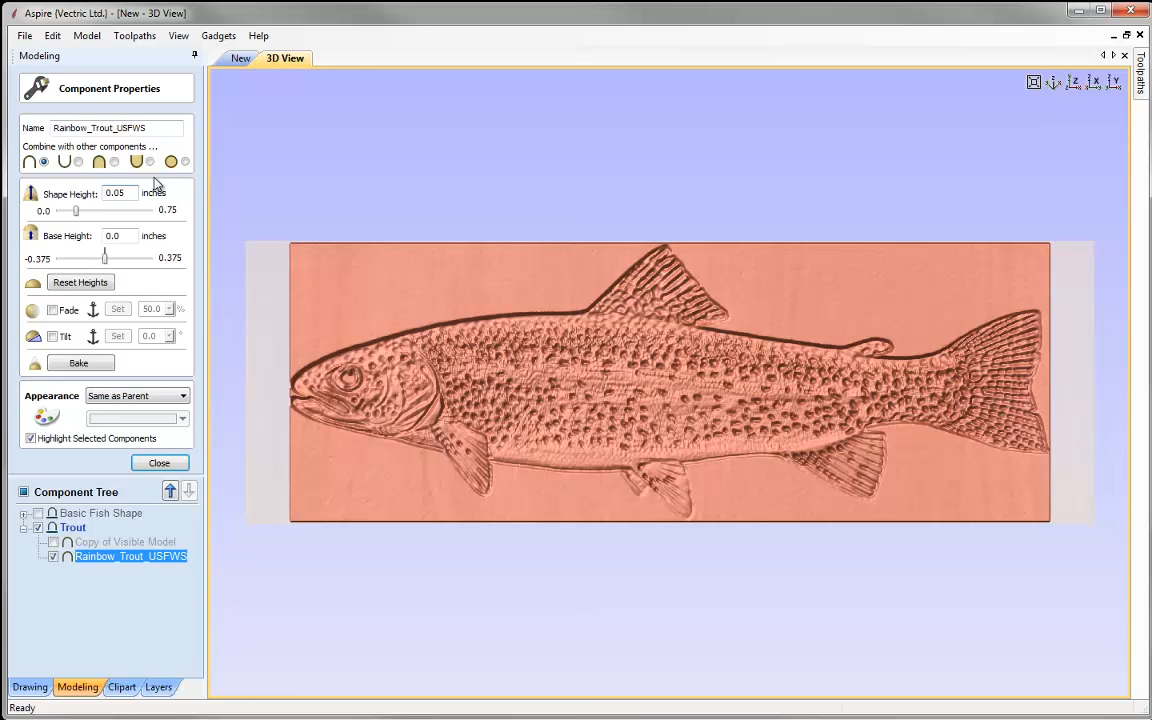 Aspire (Vectric Ltd.) - [New - 3D View]
File Edit Model Toolpaths View Gadgets Help
Modeling
New 3D View
Toolpaths
Component Properties
Name Rainbow_Trout_USFWS
Combine with other components ...
Shape Height: 0.05 inches
0.0 0.75
Base Height: 0.0 inches
-0.375 0.375
Reset Heights
Fade Set 50.0 %
Tilt Set 0.0 °
Bake
Appearance Same as Parent
Highlight Selected Components
Close
Component Tree
Basic Fish Shape
Trout
Copy of Visible Model
Rainbow_Trout_USFWS
Drawing Modeling Clipart Layers
Ready